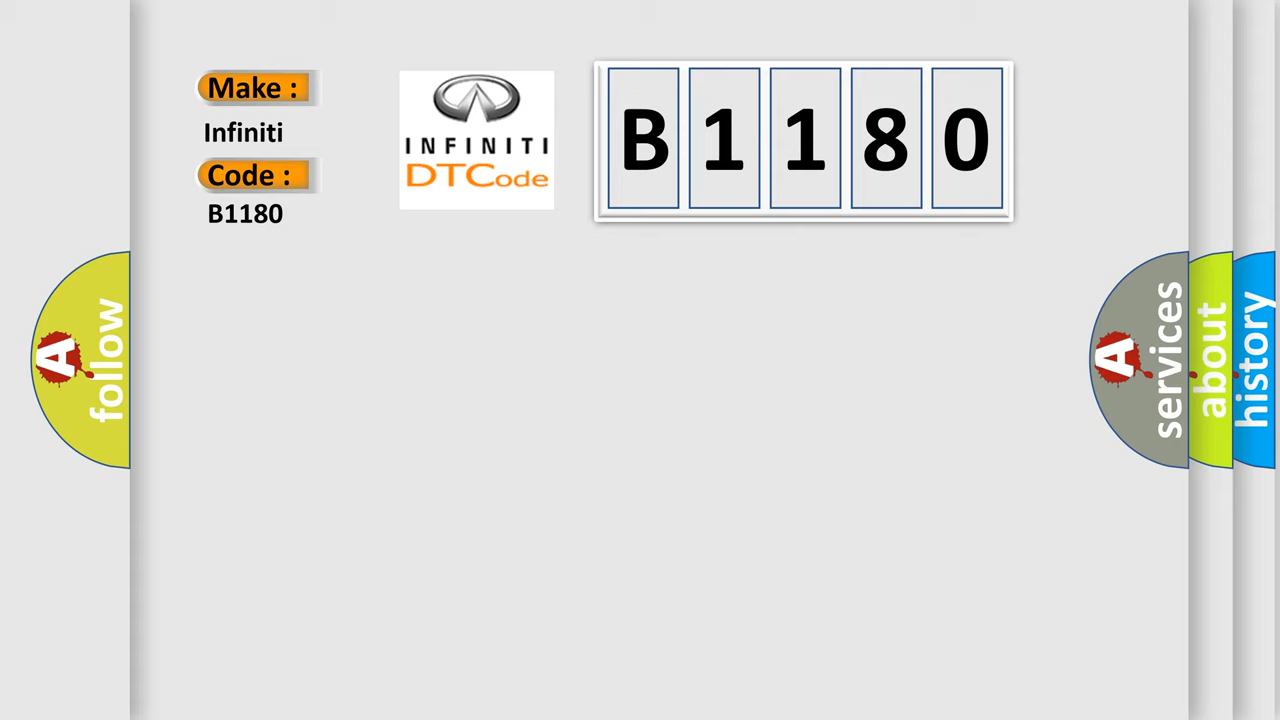 Make :
Infiniti
Code :
B1180
INFINITI
DTCode
B 1 1 8 0
A follow
A services
about
history